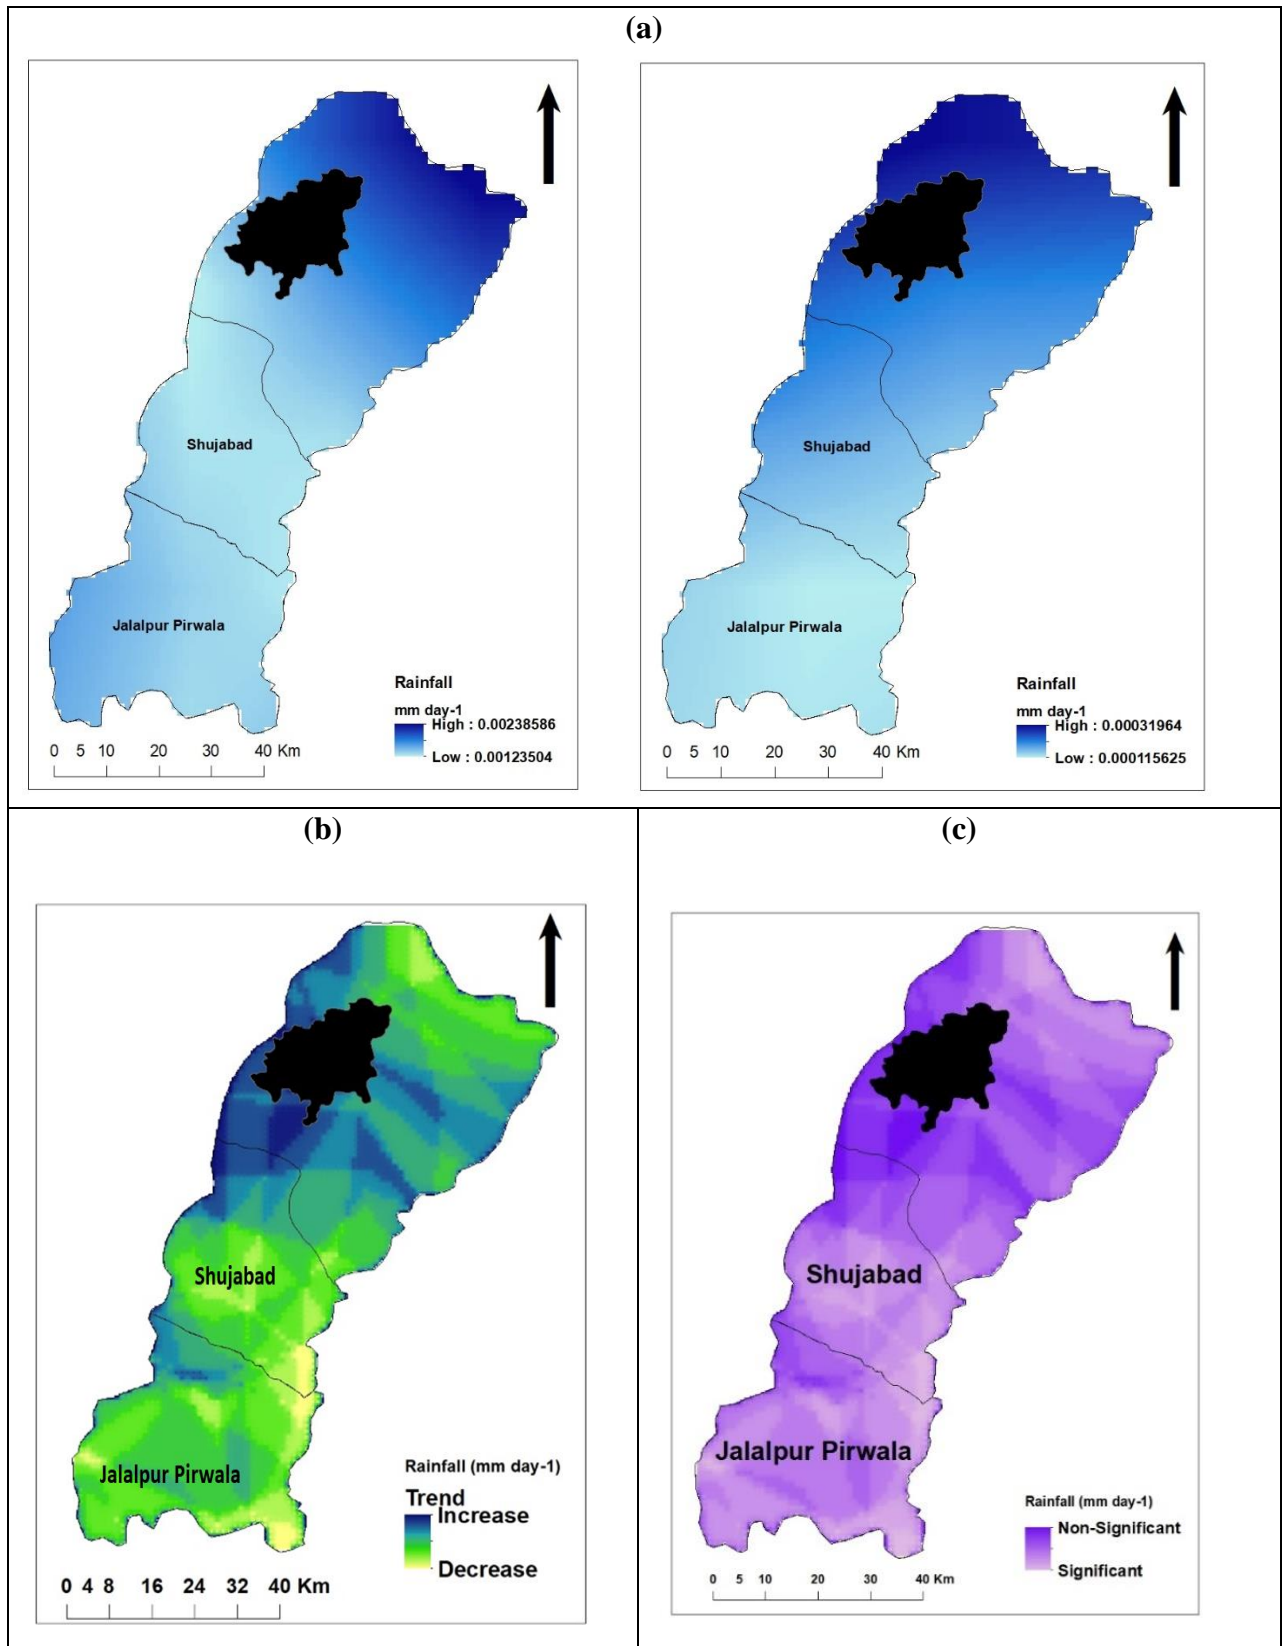 (a)
Shujabad
Jalalpur Pirwala
Rainfall
mm day-1
High : 0.00238586
Low : 0.00123504
0 5 10 20 30 40 Km
Shujabad
Jalalpur Pirwala
Rainfall
mm day-1
High : 0.00031964
Low : 0.000115625
0 5 10 20 30 40 Km
(b)
Shujabad
Jalalpur Pirwala
Rainfall (mm day-1)
Trend
Increase
Decrease
0 4 8 16 24 32 40 Km
(c)
Shujabad
Jalalpur Pirwala
Rainfall (mm day-1)
Non-Significant
Significant
0 5 10 20 30 40 Km